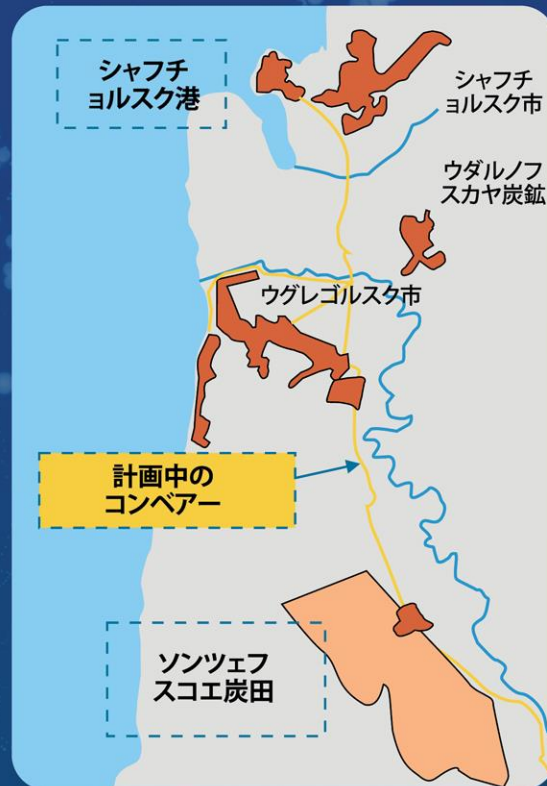 シャフチ
ョルスク港
シャフチ
ョルスク市
ウダルノフ
スカヤ炭鉱
ウグレゴルスク市
計画中の
コンベアー
ソンツェフ
スコエ炭田